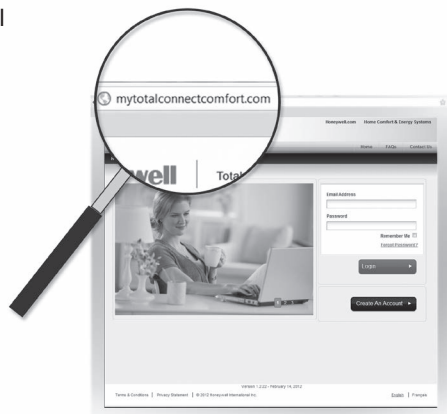 mytotalconnectcomfort.com
Honeywell.com Home Comfort & Energy Systems
Home FAQs Contact Us
well | Total
Email Address
Password
Remember Me
Forgot Password?
Login
Create An Account
Version 1.2.22 - February 14, 2012
Terms & Conditions | Privacy Statement | © 2012 Honeywell International Inc.
English | Français